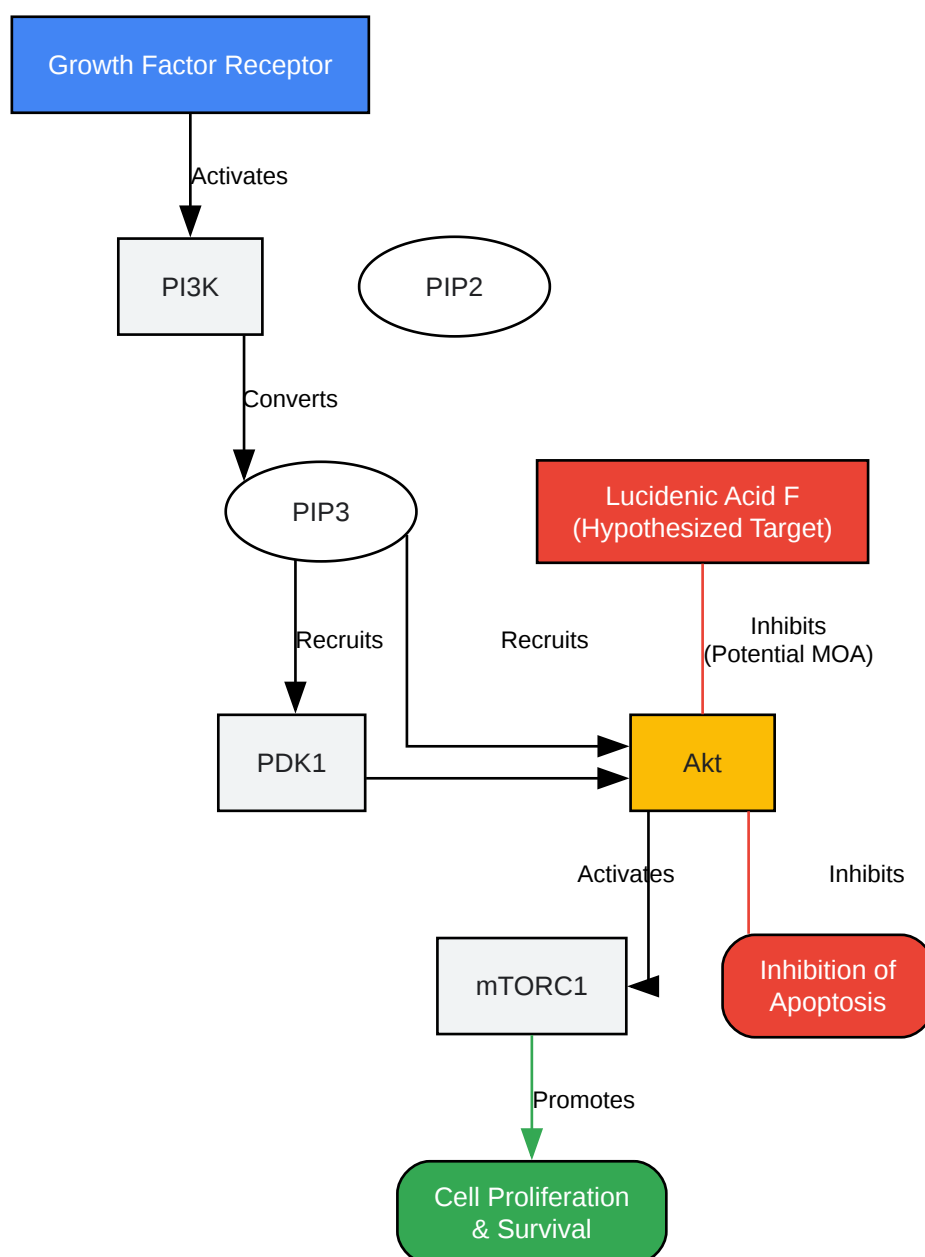 Growth Factor Receptor
Activates
PI3K
PIP2
Converts
PIP3
Lucidenic Acid F
(Hypothesized Target)
Recruits
Recruits
Inhibits
(Potential MOA)
PDK1
Akt
Activates
Inhibits
mTORC1
Inhibition of
Apoptosis
Promotes
Cell Proliferation
& Survival